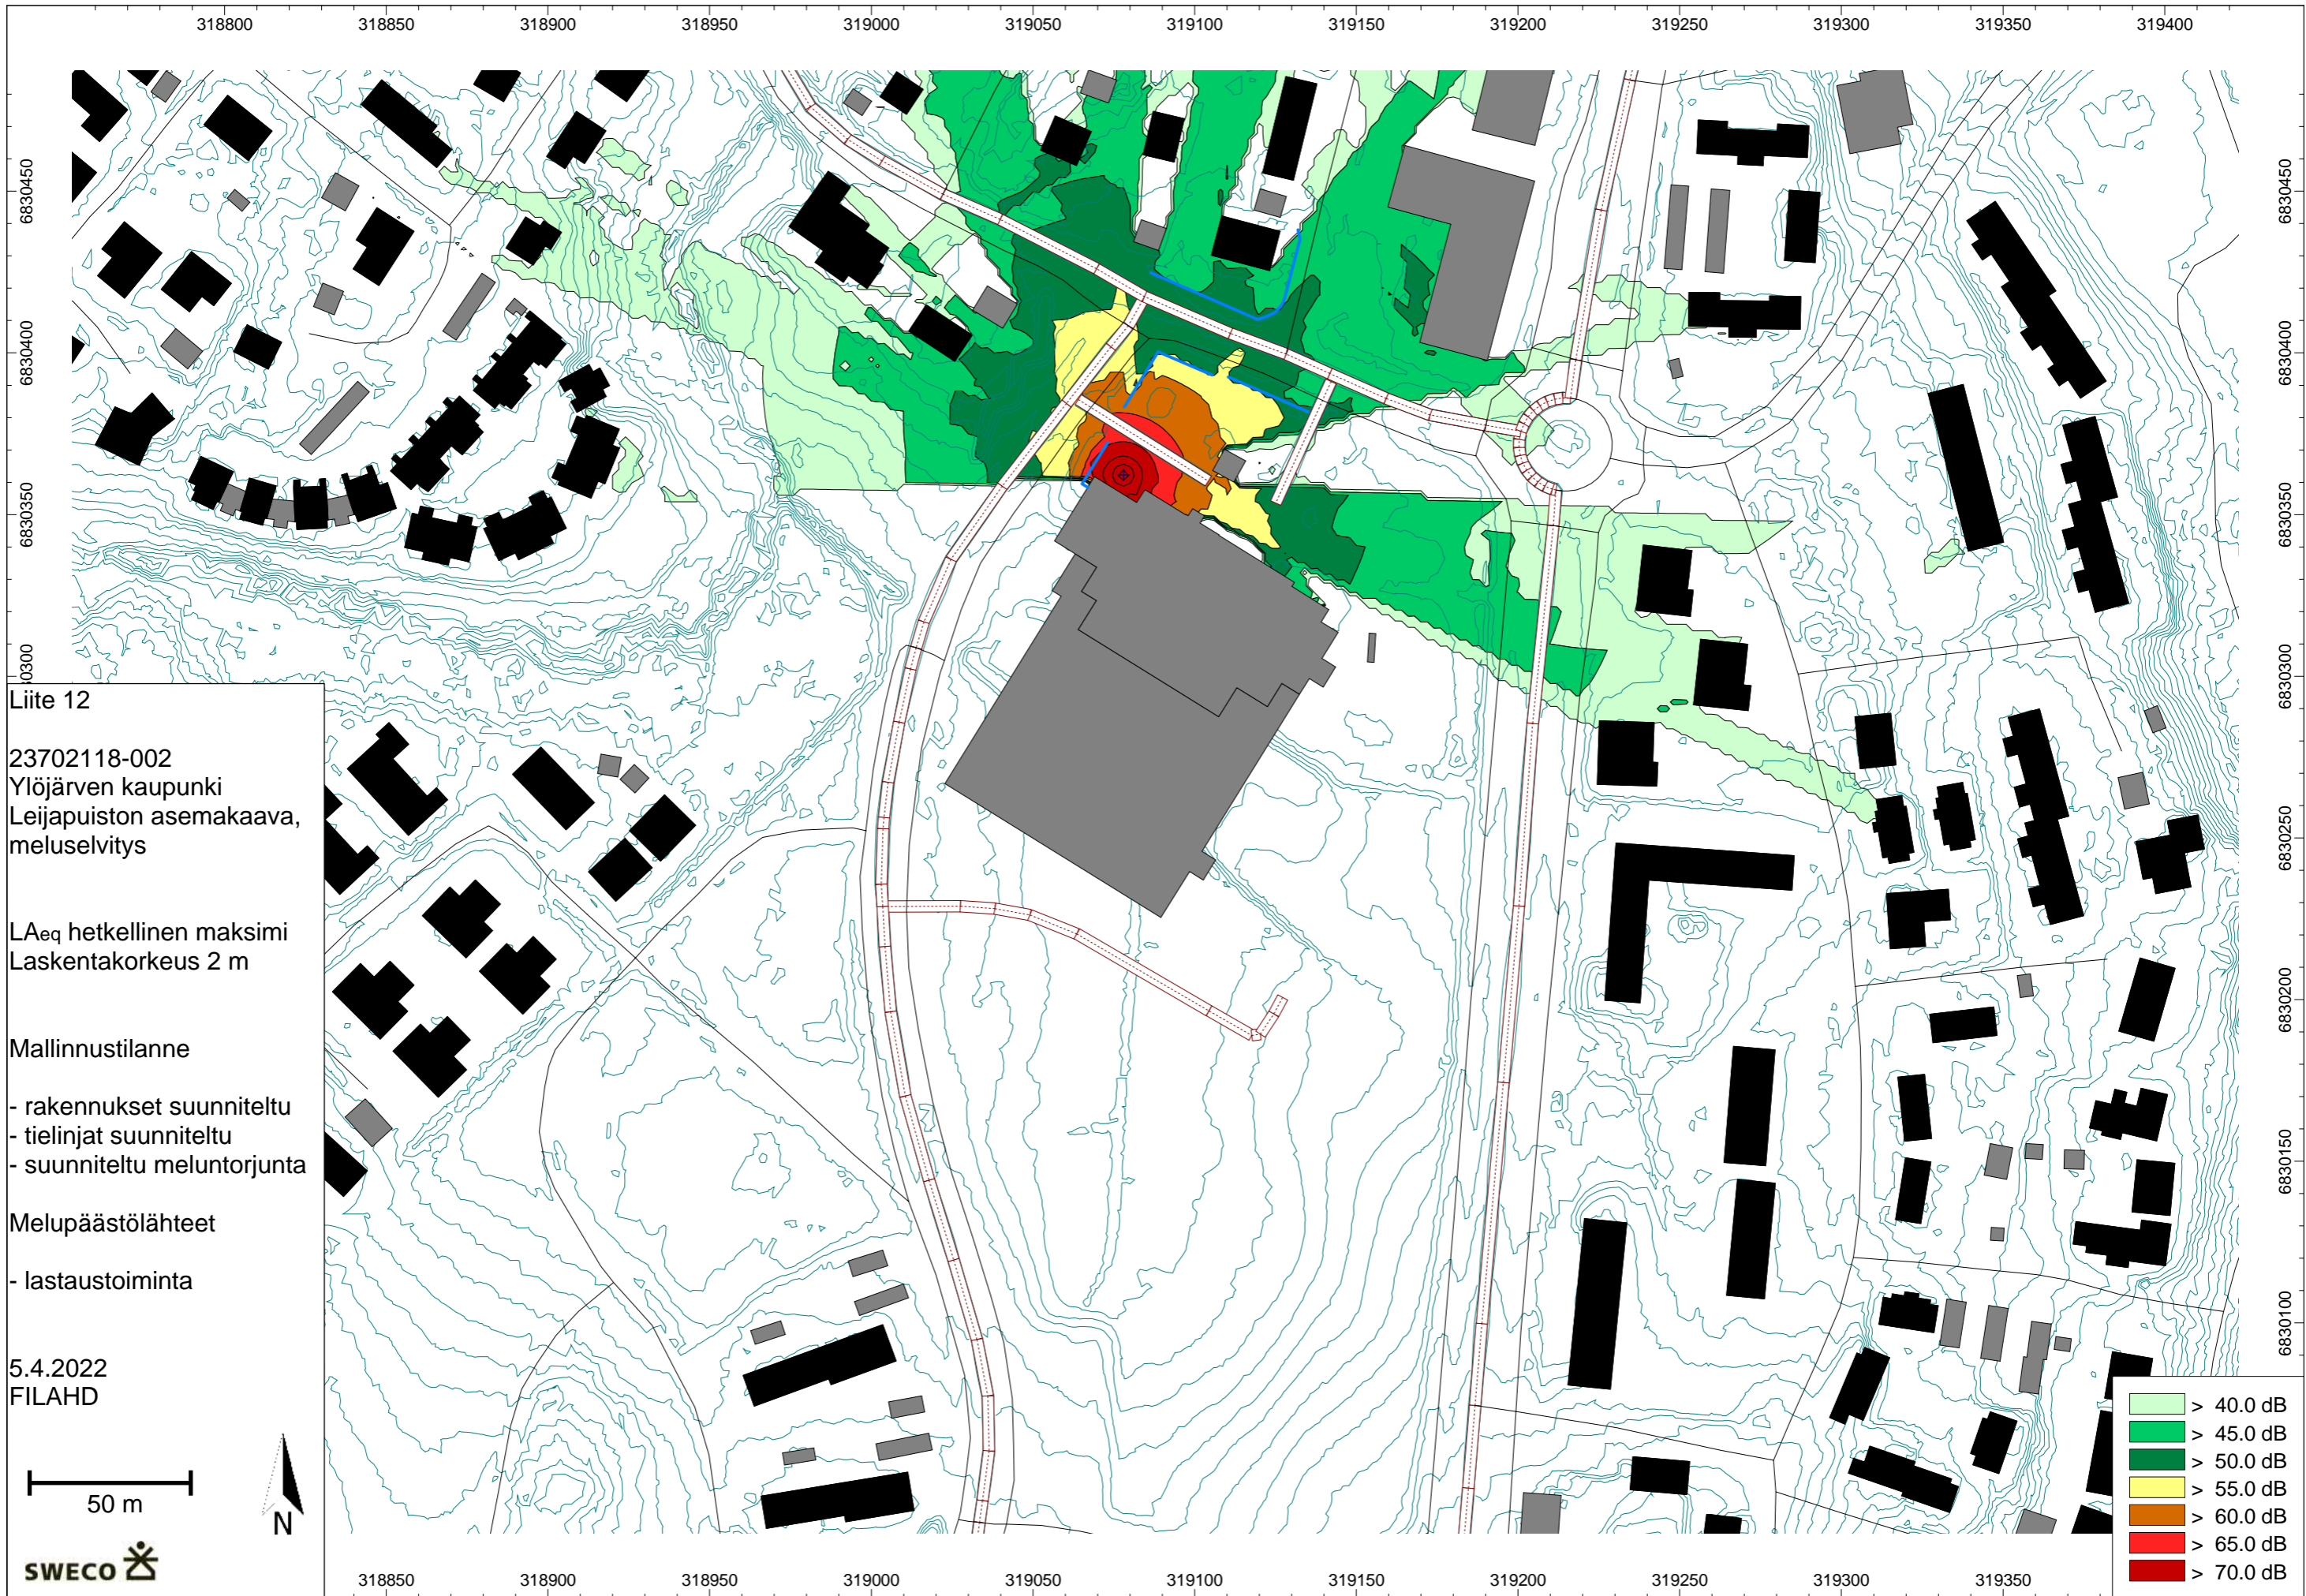 318800 318850 318900 318950 319000 319050 319100 319150 319200 319250 319300 319350 319400
6830450
6830400
6830350
6830300
6830450
6830400
6830350
6830300
6830250
6830200
6830150
6830100
Liite 12
23702118-002
Ylöjärven kaupunki
Leijapuiston asemakaava,
meluselvitys
LAeq hetkellinen maksimi
Laskentakorkeus 2 m
Mallinnustilanne
- rakennukset suunniteltu
- tielinjat suunniteltu
- suunniteltu meluntorjunta
Melupäästölähteet
- lastaustoiminta
5.4.2022
FILAHD
50 m
N
SWECO
> 40.0 dB
> 45.0 dB
> 50.0 dB
> 55.0 dB
> 60.0 dB
> 65.0 dB
> 70.0 dB
318850 318900 318950 319000 319050 319100 319150 319200 319250 319300 319350